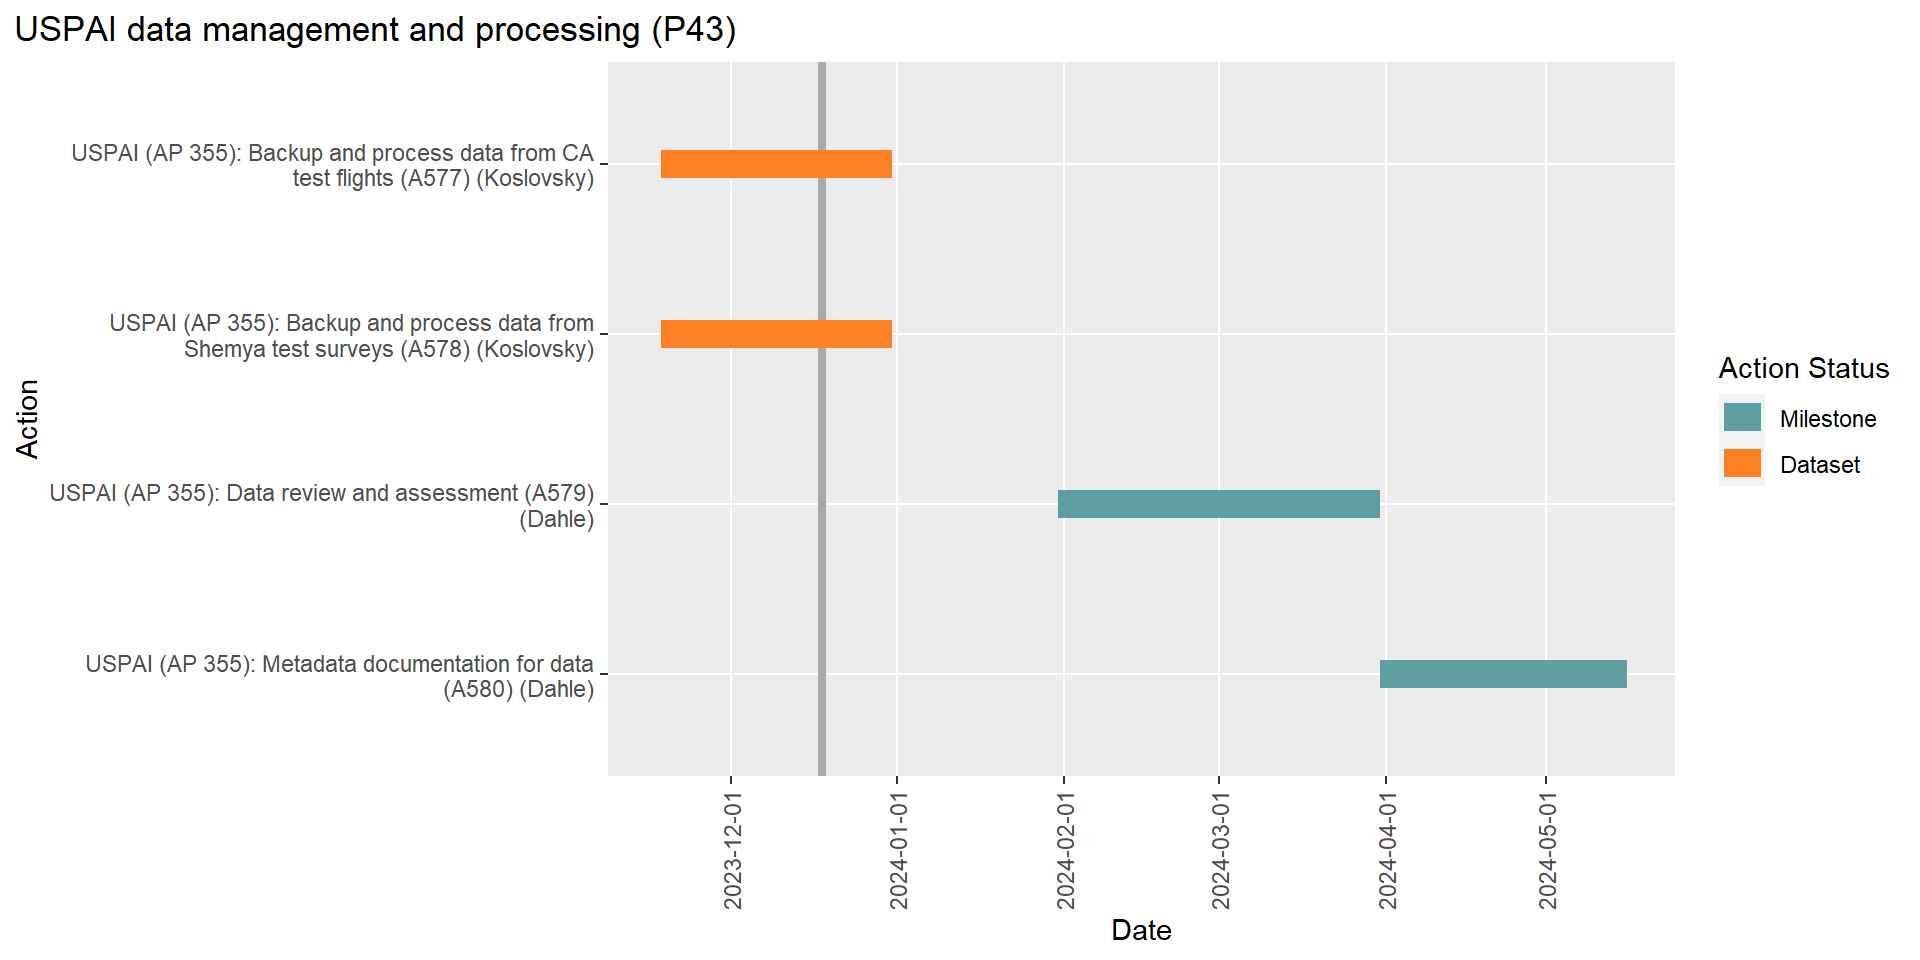 USPAI data management and processing (P43)
USPAI (AP 355): Backup and process data from CA
test flights (A577) (Koslovsky)
USPAI (AP 355): Backup and process data from
Shemya test surveys (A578) (Koslovsky)
USPAI (AP 355): Data review and assessment (A579)
(Dahle)
USPAI (AP 355): Metadata documentation for data
(A580) (Dahle)
Action
2023-12-01
2024-01-01
2024-02-01
2024-03-01
2024-04-01
2024-05-01
Date
Action Status
Milestone
Dataset